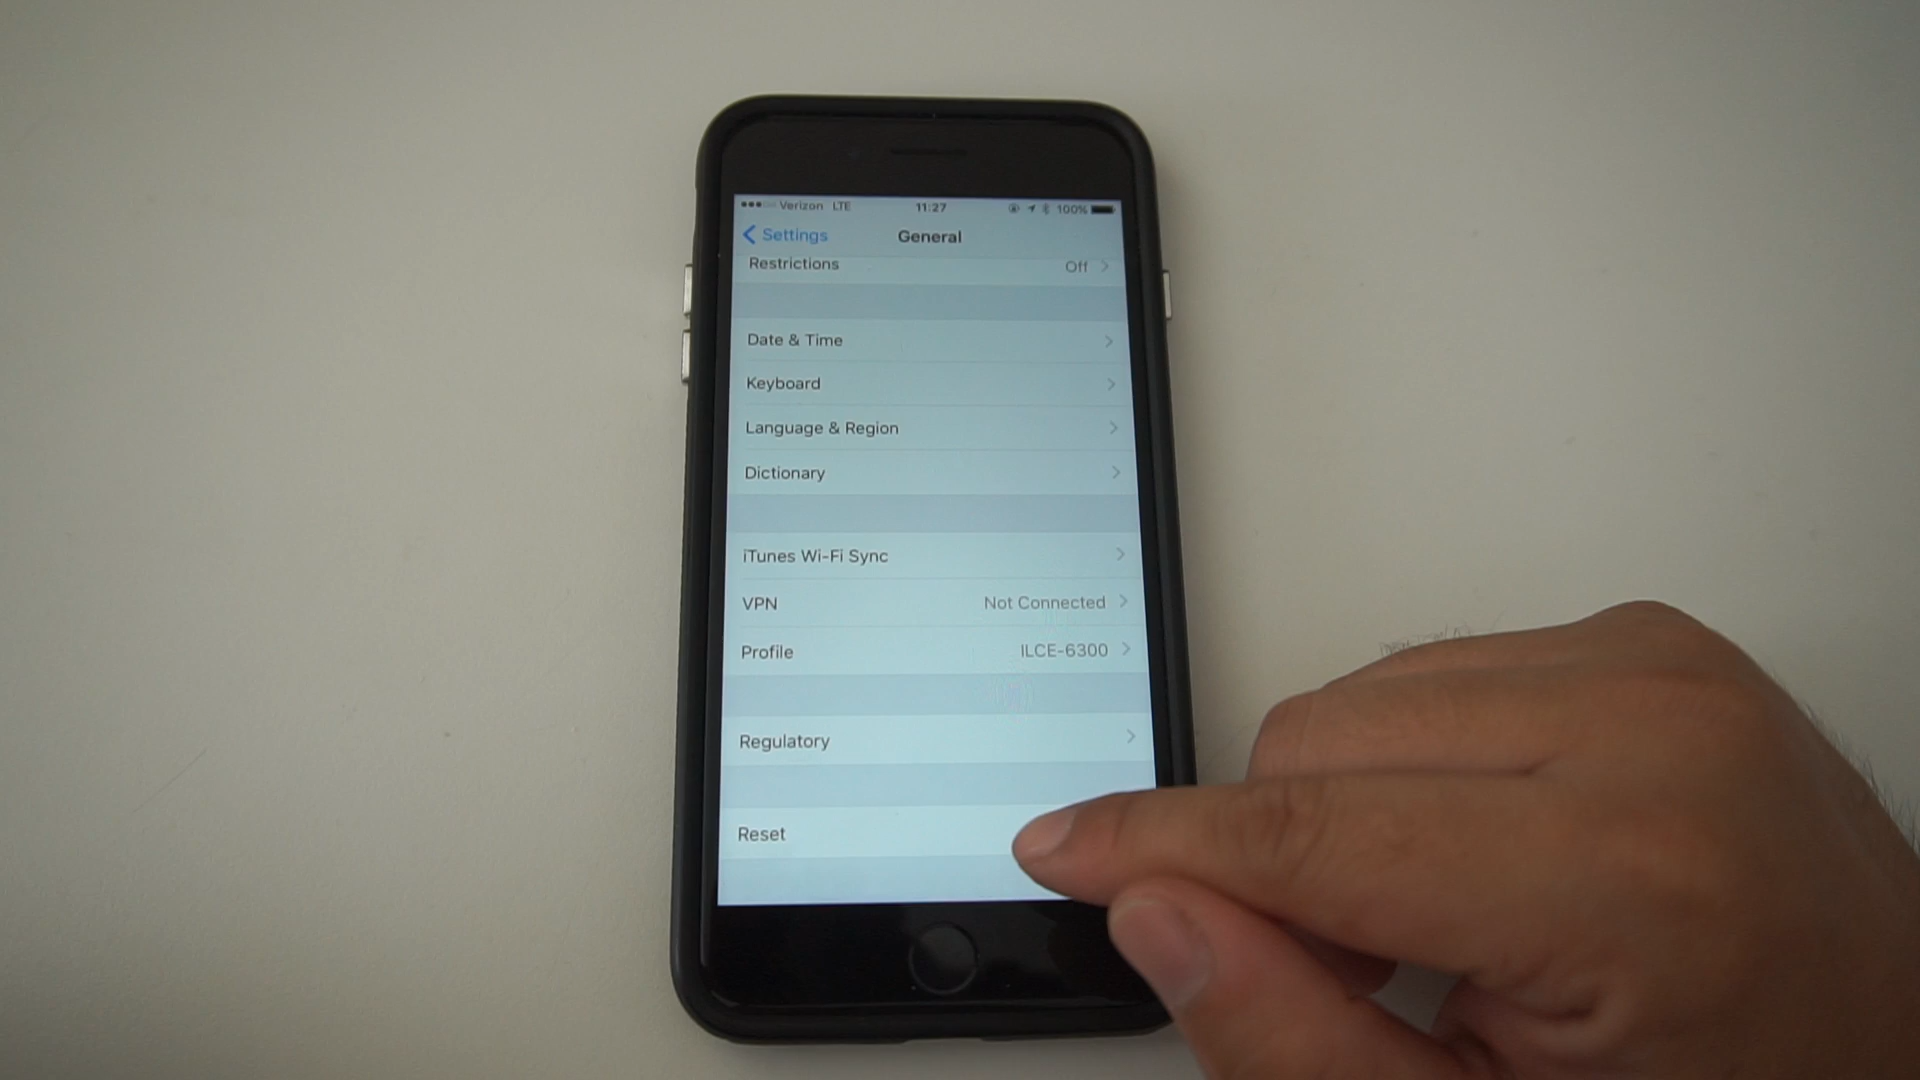 Verizon LTE 11:27 100%
Settings General
Restrictions Off
Date & Time
Keyboard
Language & Region
Dictionary
iTunes Wi-Fi Sync
VPN Not Connected
Profile ILCE-6300
Regulatory
Reset